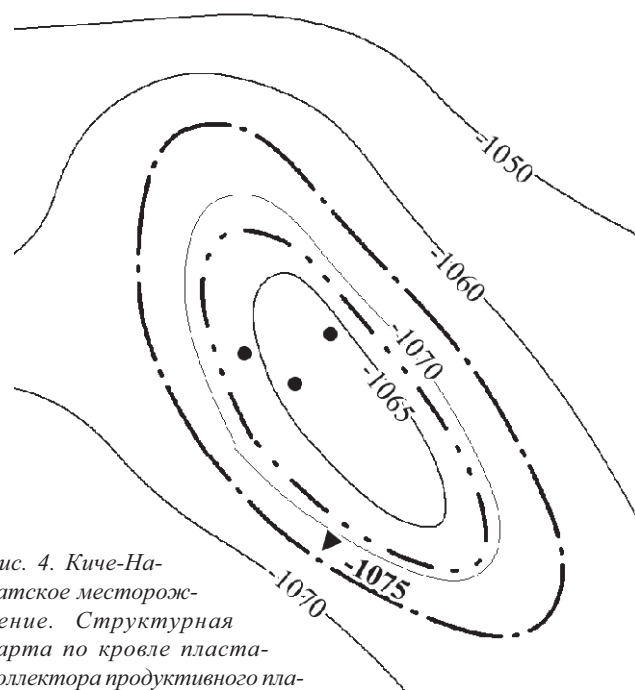 -1050
-1060
-1070
-1065
-1075
-1070
ис. 4. Киче-На-
атское месторож-
ение. Структурная
арта по кровле пласта-
оллектора продуктивного пла-